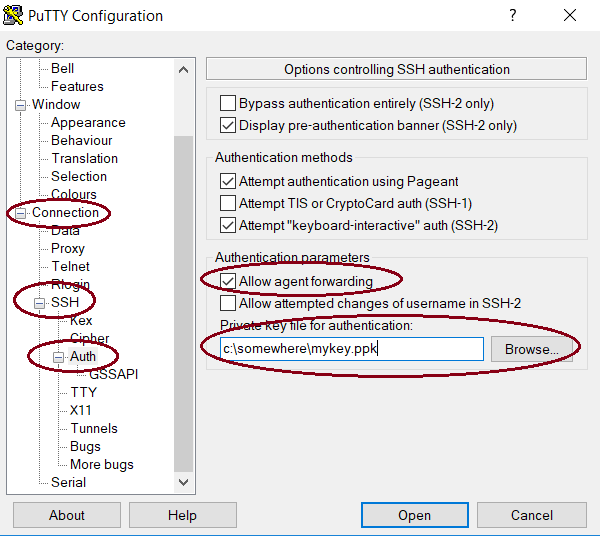 PuTTY Configuration
?
Category:
Bell
Features
Window
Appearance
Behaviour
Translation
Selection
Colours
Connection
Data
Proxy
Telnet
Rlogin
SSH
Kex
Cipher
Auth
GSSAPI
TTY
X11
Tunnels
Bugs
More bugs
Serial
Options controlling SSH authentication
Bypass authentication entirely (SSH-2 only)
Display pre-authentication banner (SSH-2 only)
Authentication methods
Attempt authentication using Pageant
Attempt TIS or CryptoCard auth (SSH-1)
Attempt "keyboard-interactive" auth (SSH-2)
Authentication parameters
Allow agent forwarding
Allow attempted changes of username in SSH-2
Private key file for authentication:
c:\somewhere\mykey.ppk
Browse...
About
Help
Open
Cancel